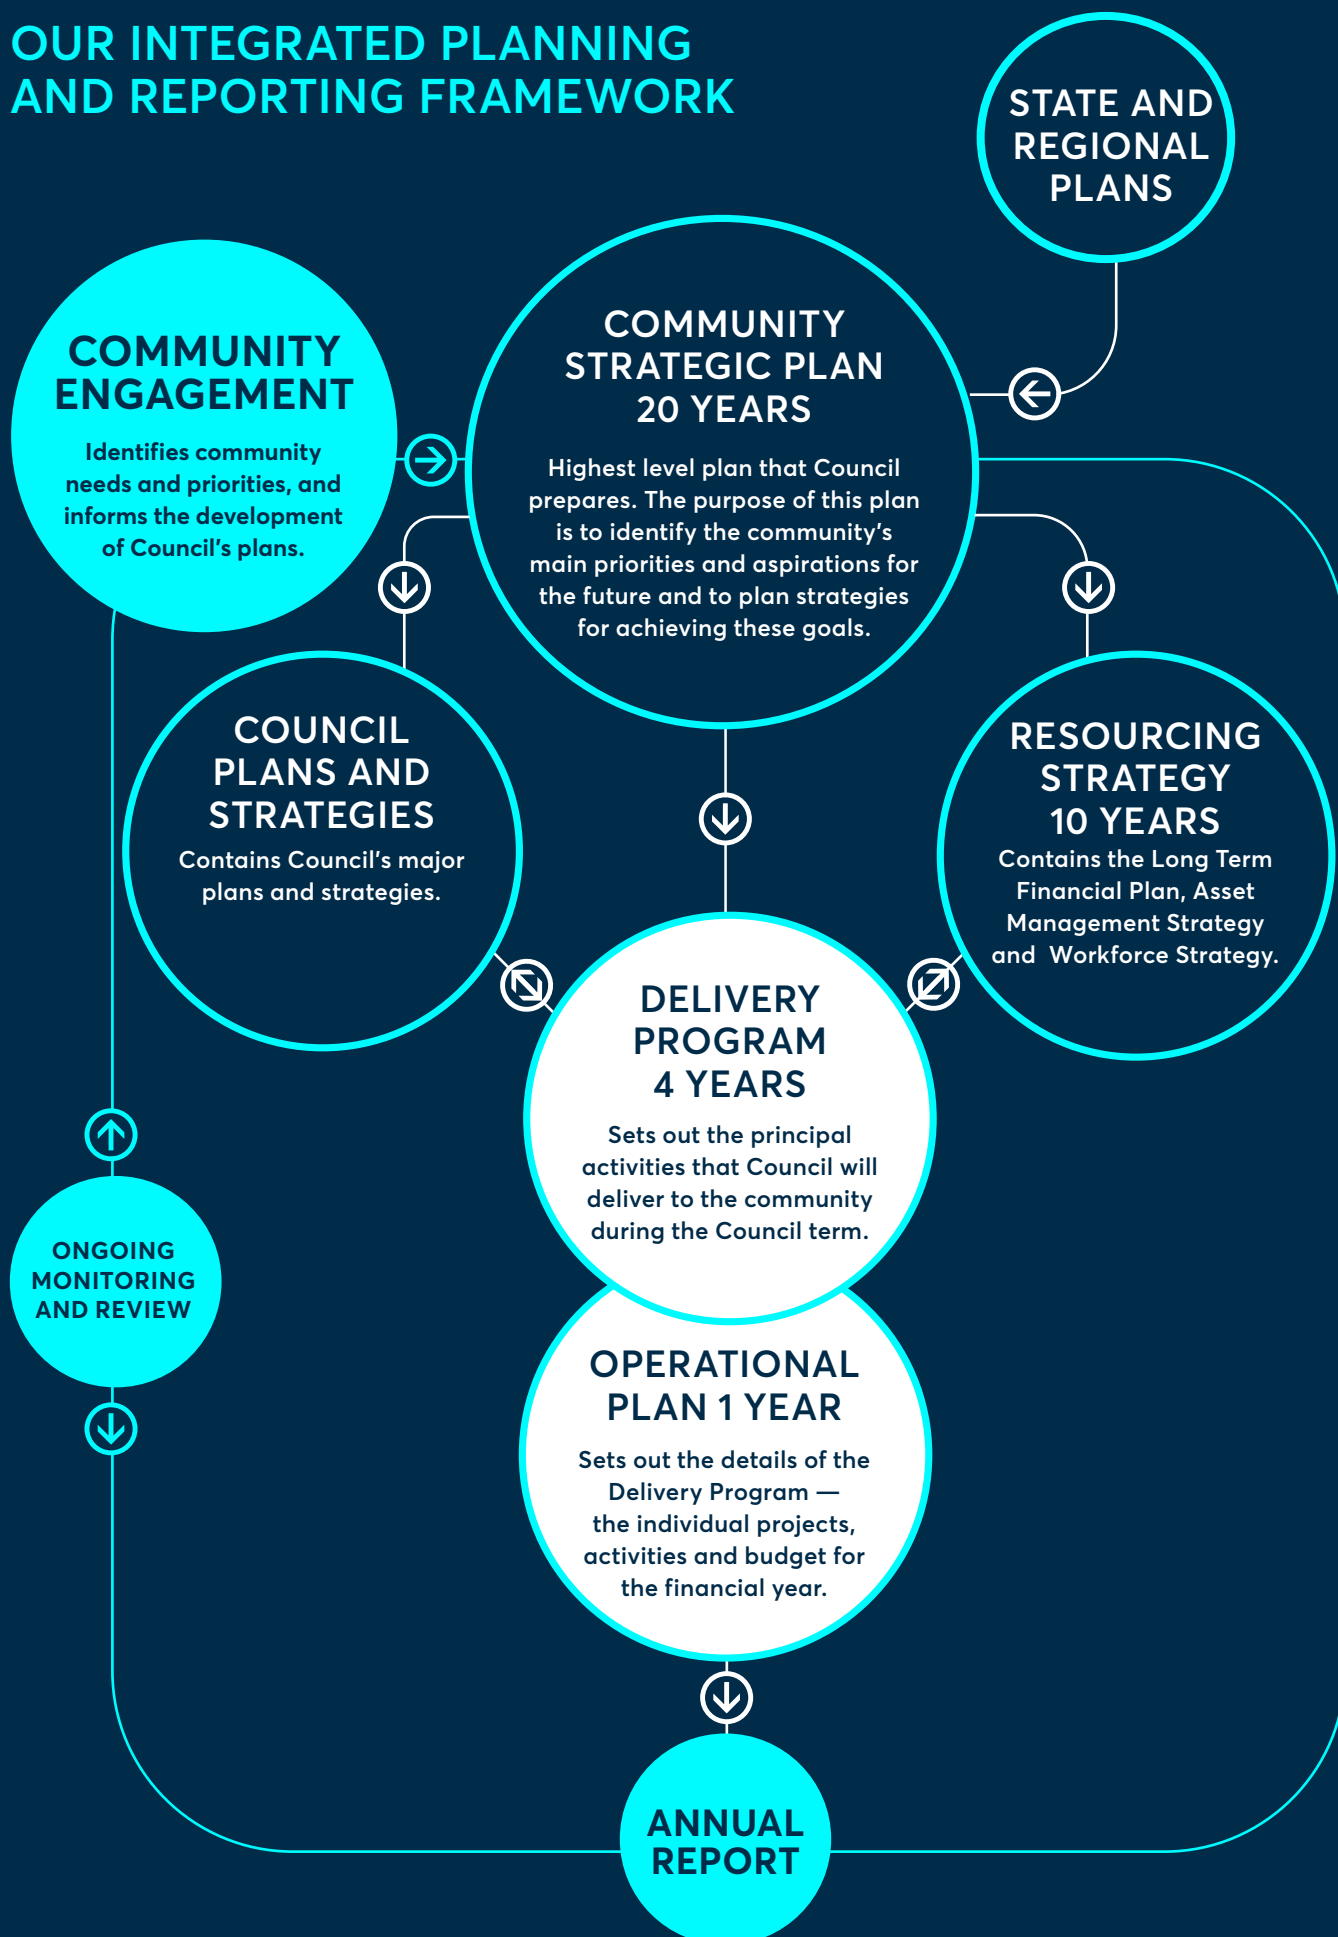 OUR INTEGRATED PLANNING
AND REPORTING FRAMEWORK
STATE AND
REGIONAL
PLANS
COMMUNITY
ENGAGEMENT
Identifies community
needs and priorities, and
informs the development
of Council's plans.
COMMUNITY
STRATEGIC PLAN
20 YEARS
Highest level plan that Council
prepares. The purpose of this plan
is to identify the community's
main priorities and aspirations for
the future and to plan strategies
for achieving these goals.
COUNCIL
PLANS AND
STRATEGIES
Contains Council's major
plans and strategies.
RESOURCING
STRATEGY
10 YEARS
Contains the Long Term
Financial Plan, Asset
Management Strategy
and  Workforce Strategy.
DELIVERY
PROGRAM
4 YEARS
Sets out the principal
activities that Council will
deliver to the community
during the Council term.
ONGOING
MONITORING
AND REVIEW
OPERATIONAL
PLAN 1 YEAR
Sets out the details of the
Delivery Program —
the individual projects,
activities and budget for
the financial year.
ANNUAL
REPORT